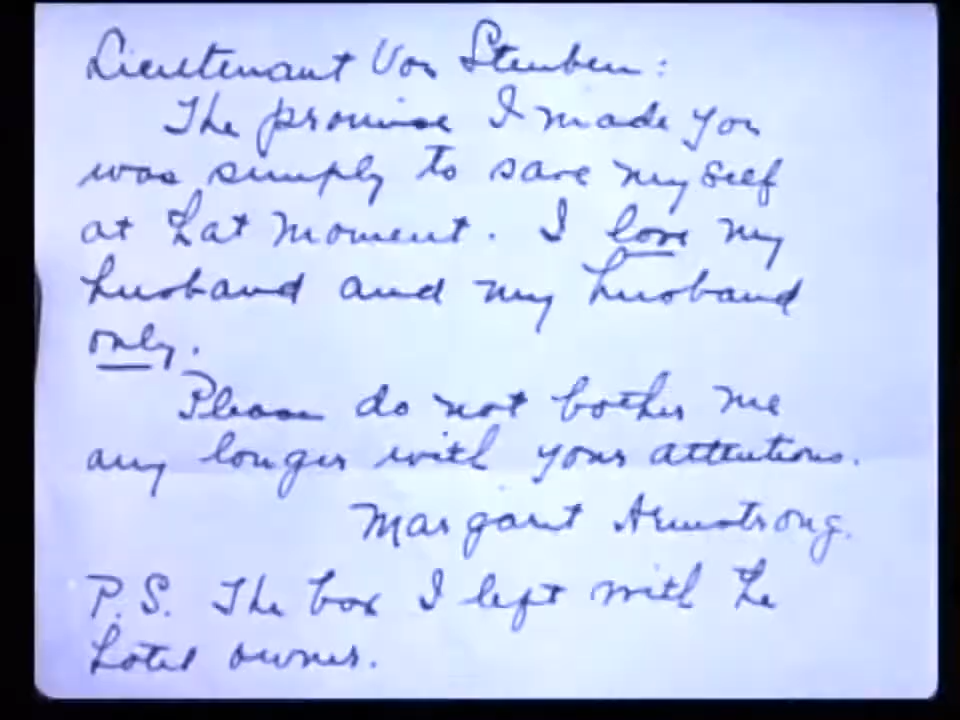 Lieutenant Von Steuben:
The promise I made you
was simply to save myself
at that moment. I love my
husband and my husband
only.
Please do not bother me
any longer with your attentions.
Margaret Armstrong.
P.S. The box I left with the
hotel owner.